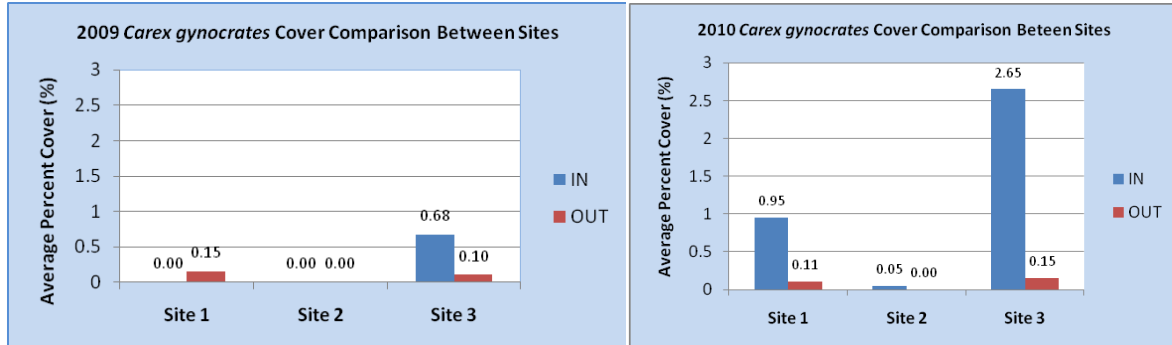 2009 Carex gynocrates Cover Comparison Between Sites
Average Percent Cover (%)
3
2.5
2
1.5
1
0.5
0
0.00
0.15
0.00
0.00
0.68
0.10
Site 1
Site 2
Site 3
IN
OUT
2010 Carex gynocrates Cover Comparison Beteen Sites
Average Percent Cover (%)
3
2.5
2
1.5
1
0.5
0
0.95
0.11
0.05
0.00
2.65
0.15
Site 1
Site 2
Site 3
IN
OUT